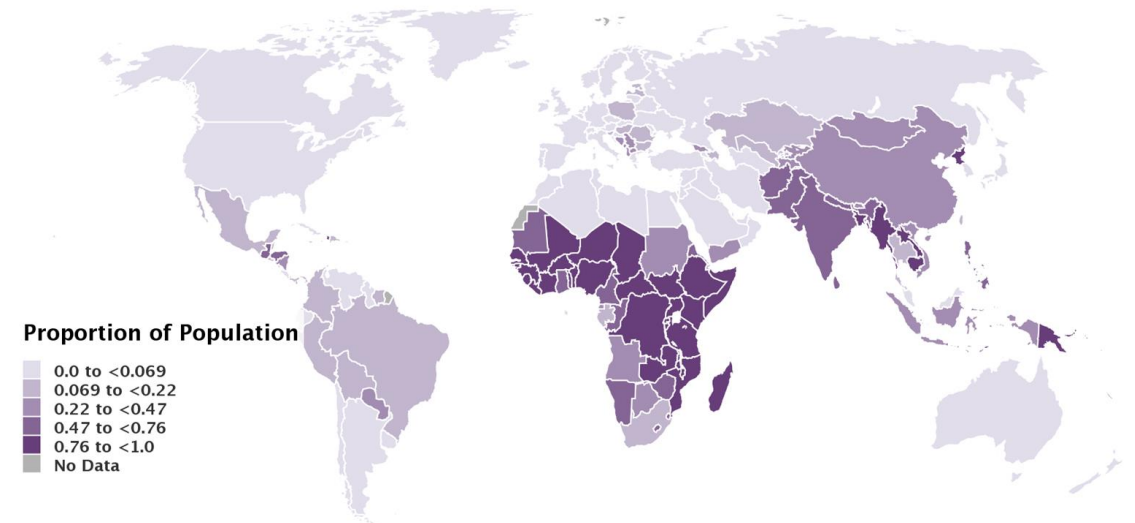 Proportion of Population
0.0 to <0.069
0.069 to <0.22
0.22 to <0.47
0.47 to <0.76
0.76 to <1.0
No Data